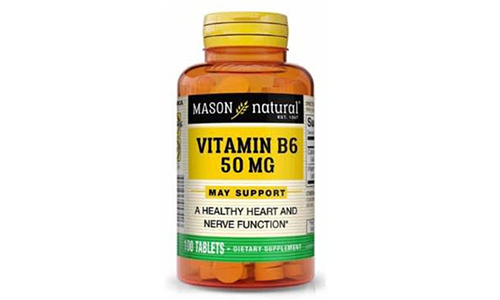 MASON natural®
EST. 1967
VITAMIN B6
50 MG
MAY SUPPORT
A HEALTHY HEART AND
NERVE FUNCTION*
100 TABLETS • DIETARY SUPPLEMENT